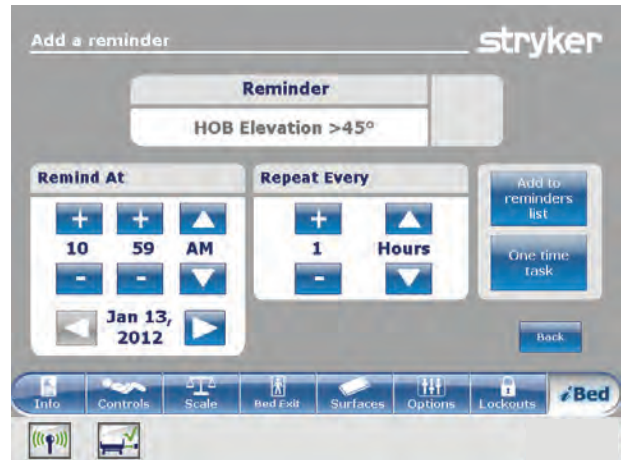 Add a reminder
stryker
Reminder
HOB Elevation >45°
Remind At
Repeat Every
10 59 AM
1 Hours
Jan 13,
2012
Add to
reminders
list
One time
task
Back
Info Controls Scale Bed Exit Surfaces Options Lockouts iBed